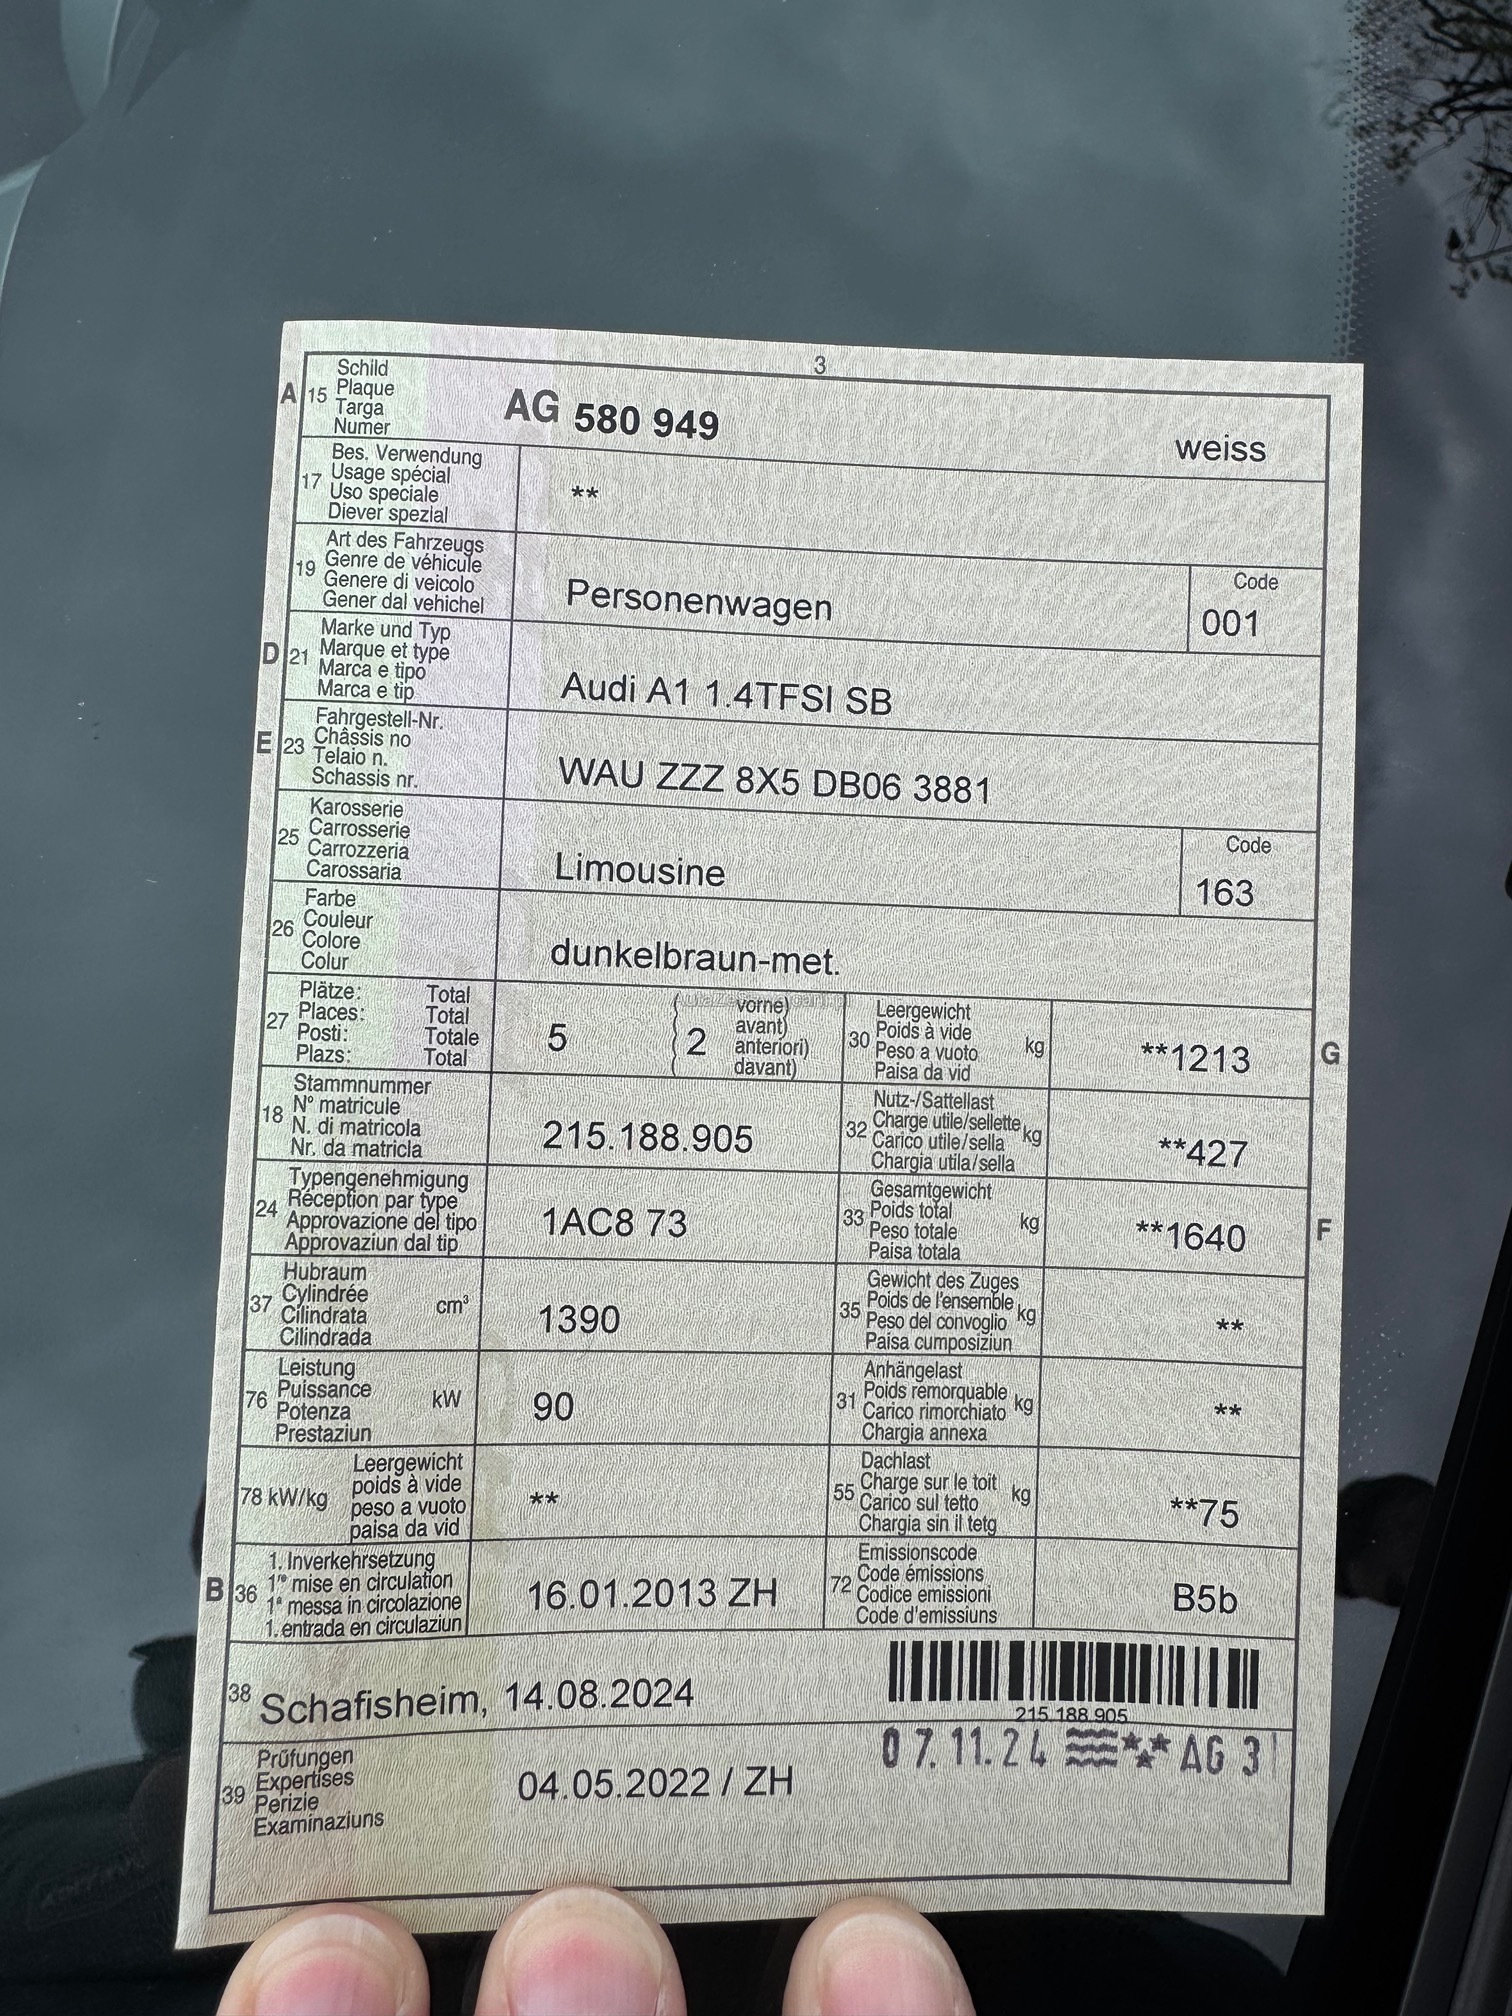 3
A 15 Schild
Plaque
Targa
Numer
AG 580 949
weiss
17 Bes. Verwendung
Usage spécial
Uso speciale
Diever spezial
**
19 Art des Fahrzeugs
Genre de véhicule
Genere di veicolo
Gener dal vehichel
Personenwagen
Code
001
D 21 Marke und Typ
Marque et type
Marca e tipo
Marca e tip
Audi A1 1.4TFSI SB
E 23 Fahrgestell-Nr.
Châssis no
Telaio n.
Schassis nr.
WAU ZZZ 8X5 DB06 3881
25 Karosserie
Carrosserie
Carrozzeria
Carossaria
Limousine
Code
163
26 Farbe
Couleur
Colore
Colur
dunkelbraun-met.
27 Plätze: Total
Places: Total
Posti: Totale
Plazs: Total
5
2
vorne)
avant)
anteriori)
davant)
30 Leergewicht
Poids à vide
Peso a vuoto
Paisa da vid
kg
**1213
G
18 Stammnummer
N° matricule
N. di matricola
Nr. da matricla
215.188.905
32 Nutz-/Sattellast
Charge utile/sellette
Carico utile/sella
Chargia utila/sella
kg
**427
24 Typengenehmigung
Réception par type
Approvazione del tipo
Approvaziun dal tip
1AC8 73
33 Gesamtgewicht
Poids total
Peso totale
Paisa totala
kg
**1640
F
37 Hubraum
Cylindrée
Cilindrata
Cilindrada
cm³
1390
35 Gewicht des Zuges
Poids de l'ensemble
Peso del convoglio
Paisa cumposiziun
kg
**
76 Leistung
Puissance
Potenza
Prestaziun
kW
90
31 Anhängelast
Poids remorquable
Carico rimorchiato
Chargia annexa
kg
**
78 kW/kg
Leergewicht
poids à vide
peso a vuoto
paisa da vid
**
55 Dachlast
Charge sur le toit
Carico sul tetto
Chargia sin il tetg
kg
**75
B 36 1. Inverkehrsetzung
1re mise en circulation
1a messa in circolazione
1. entrada en circulaziun
16.01.2013 ZH
72 Emissionscode
Code émissions
Codice emissioni
Code d'emissiuns
B5b
38 Schafisheim, 14.08.2024
215.188.905
07.11.24 AG 3
39 Prüfungen
Expertises
Perizie
Examinaziuns
04.05.2022 / ZH